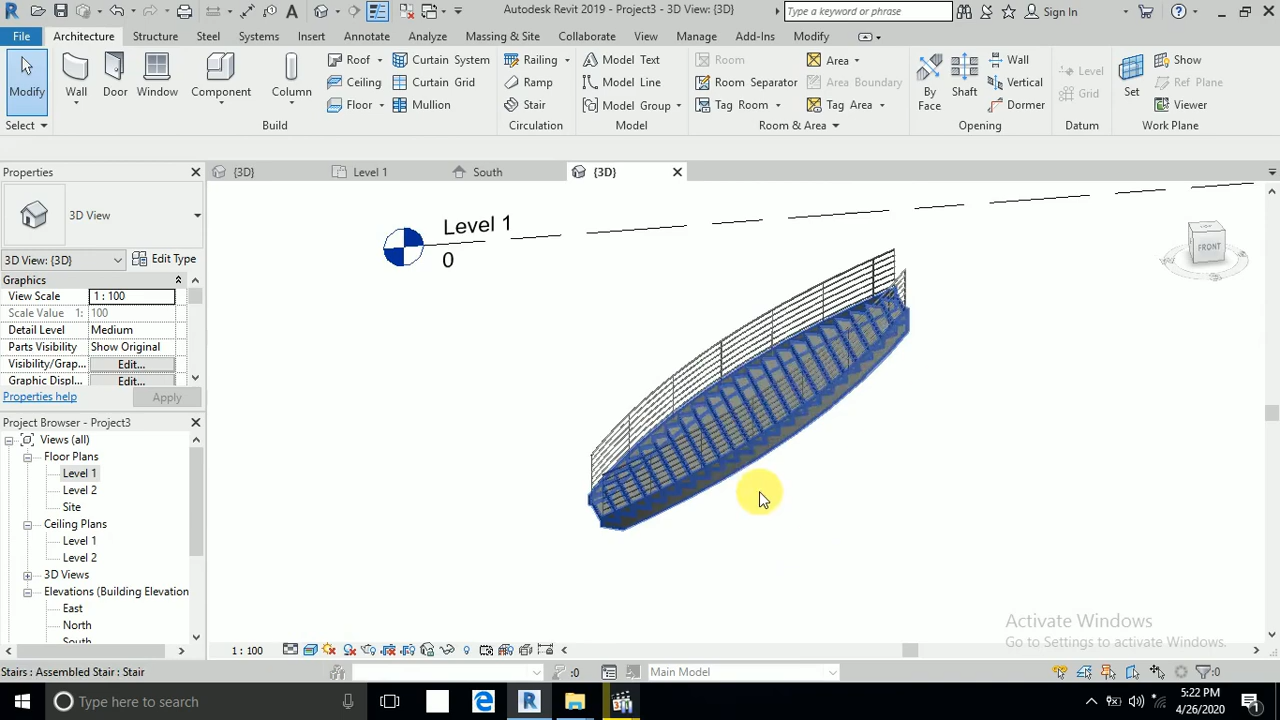 Autodesk Revit 2019 - Project3 - 3D View: {3D}
Type a keyword or phrase
Sign In
File Architecture Structure Steel Systems Insert Annotate Analyze Massing & Site Collaborate View Manage Add-Ins Modify
Modify Wall Door Window Component Column
Roof Curtain System Railing Model Text Room Area Wall Level Show
Ceiling Curtain Grid Ramp Model Line Room Separator Area Boundary Vertical Grid Ref Plane
Floor Mullion Stair Model Group Tag Room Tag Area Dormer Viewer
By Face Shaft Set
Select Build Circulation Model Room & Area Opening Datum Work Plane
Properties
{3D} Level 1 South {3D}
3D View
3D View: {3D} Edit Type
Graphics
View Scale 1 : 100
Scale Value 1: 100
Detail Level Medium
Parts Visibility Show Original
Visibility/Grap... Edit...
Graphic Displ... Edit...
Properties help Apply
Project Browser - Project3
Views (all)
Floor Plans
Level 1
Level 2
Site
Ceiling Plans
Level 1
Level 2
3D Views
Elevations (Building Elevation
East
North
South
Level 1
0
FRONT
Activate Windows
Go to Settings to activate Windows.
1 : 100
Stairs : Assembled Stair : Stair
:0
Main Model
:0
Type here to search
5:22 PM
4/26/2020